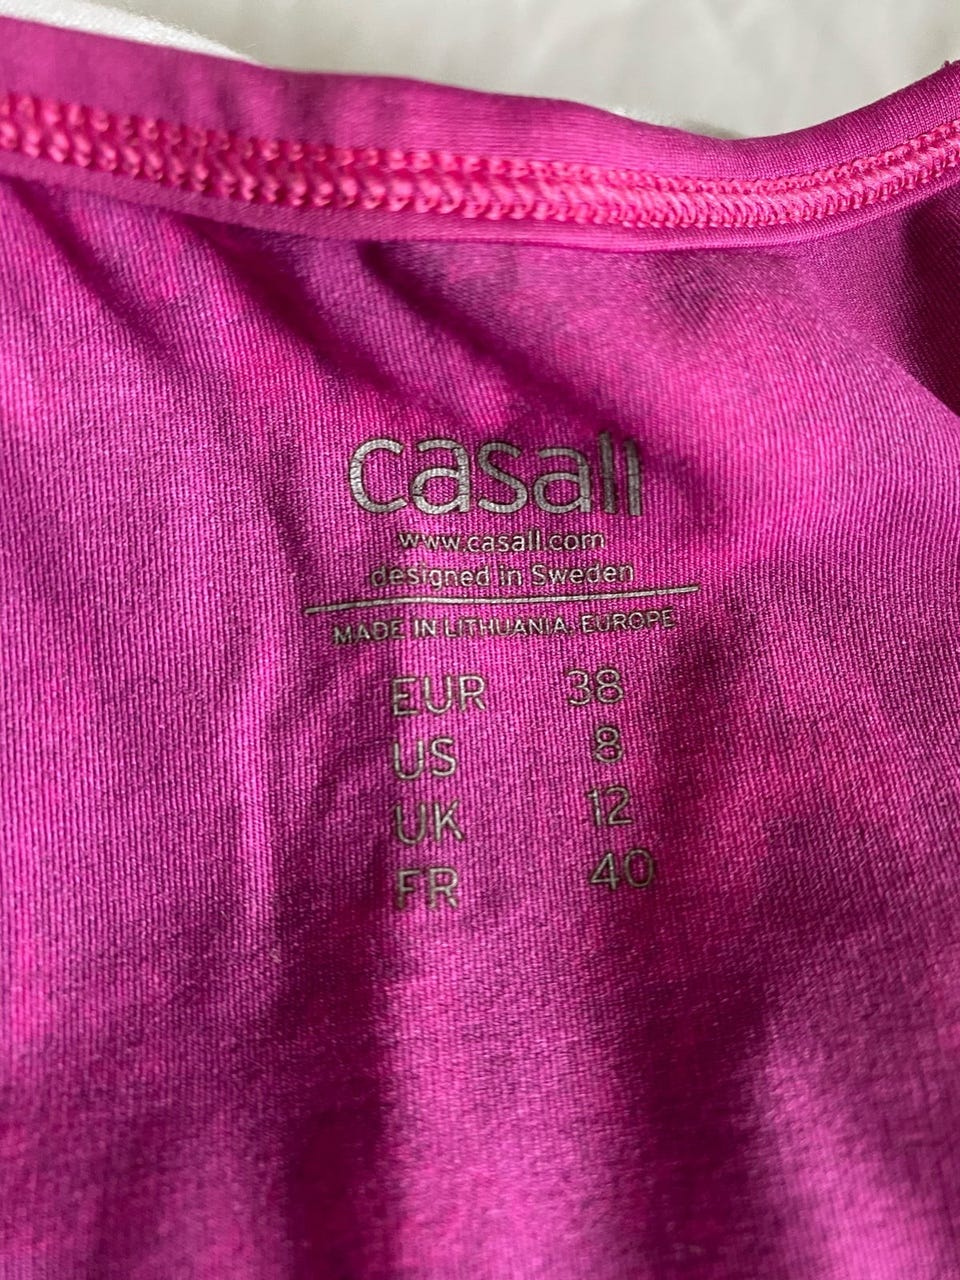 casall
www.casall.com
designed in Sweden
MADE IN LITHUANIA, EUROPE
EUR 38
US 8
UK 12
FR 40